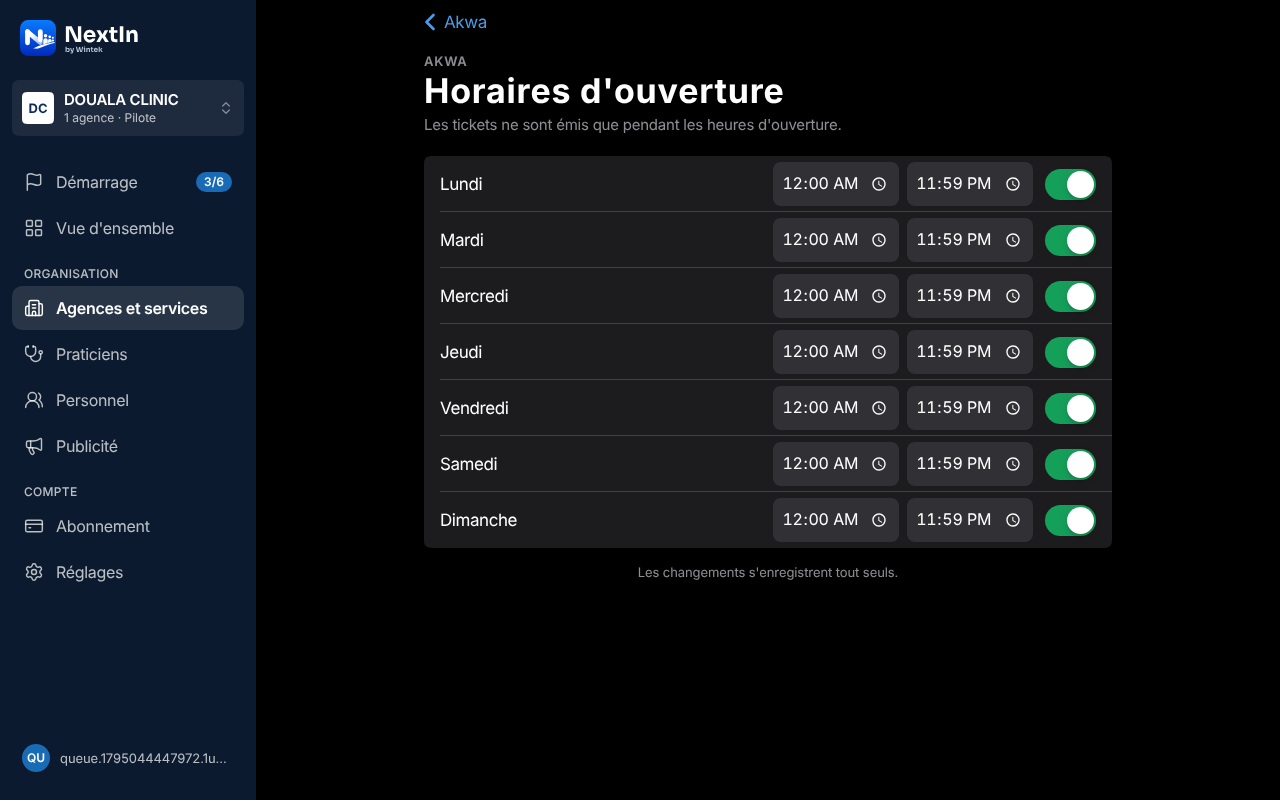 NextIn
by Wintek
DC
DOUALA CLINIC
1 agence · Pilote
Démarrage
3/6
Vue d'ensemble
ORGANISATION
Agences et services
Praticiens
Personnel
Publicité
COMPTE
Abonnement
Réglages
QU
queue.1795044447972.1u...
Akwa
AKWA
Horaires d'ouverture
Les tickets ne sont émis que pendant les heures d'ouverture.
Lundi 12:00 AM 11:59 PM
Mardi 12:00 AM 11:59 PM
Mercredi 12:00 AM 11:59 PM
Jeudi 12:00 AM 11:59 PM
Vendredi 12:00 AM 11:59 PM
Samedi 12:00 AM 11:59 PM
Dimanche 12:00 AM 11:59 PM
Les changements s'enregistrent tout seuls.